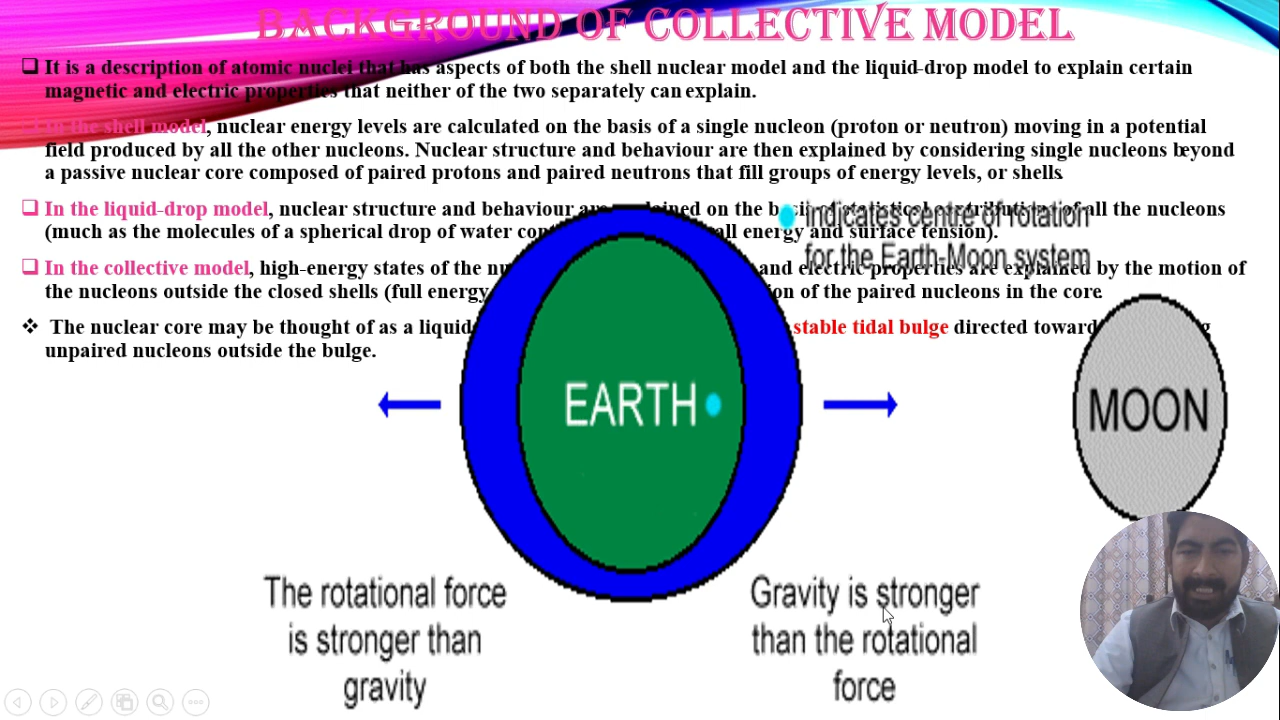 BACKGROUND OF COLLECTIVE MODEL
It is a description of atomic nuclei that has aspects of both the shell nuclear model and the liquid-drop model to explain certain
magnetic and electric properties that neither of the two separately can explain.
In the shell model, nuclear energy levels are calculated on the basis of a single nucleon (proton or neutron) moving in a potential
field produced by all the other nucleons. Nuclear structure and behaviour are then explained by considering single nucleons beyond
a passive nuclear core composed of paired protons and paired neutrons that fill groups of energy levels, or shells.
In the liquid-drop model, nuclear structure and behaviour are explained on the basis of statistical contributions of all the nucleons
(much as the molecules of a spherical drop of water energy and surface tension).
indicates centre of rotation
for the Earth-Moon system
In the collective model, high-energy states of the and electric properties are explained by the motion of
the nucleons outside the closed shells (full energy of the paired nucleons in the core.
The nuclear core may be thought of as a liquid stable tidal bulge directed
unpaired nucleons outside the bulge.
EARTH
MOON
The rotational force
is stronger than
gravity
Gravity is stronger
than the rotational
force